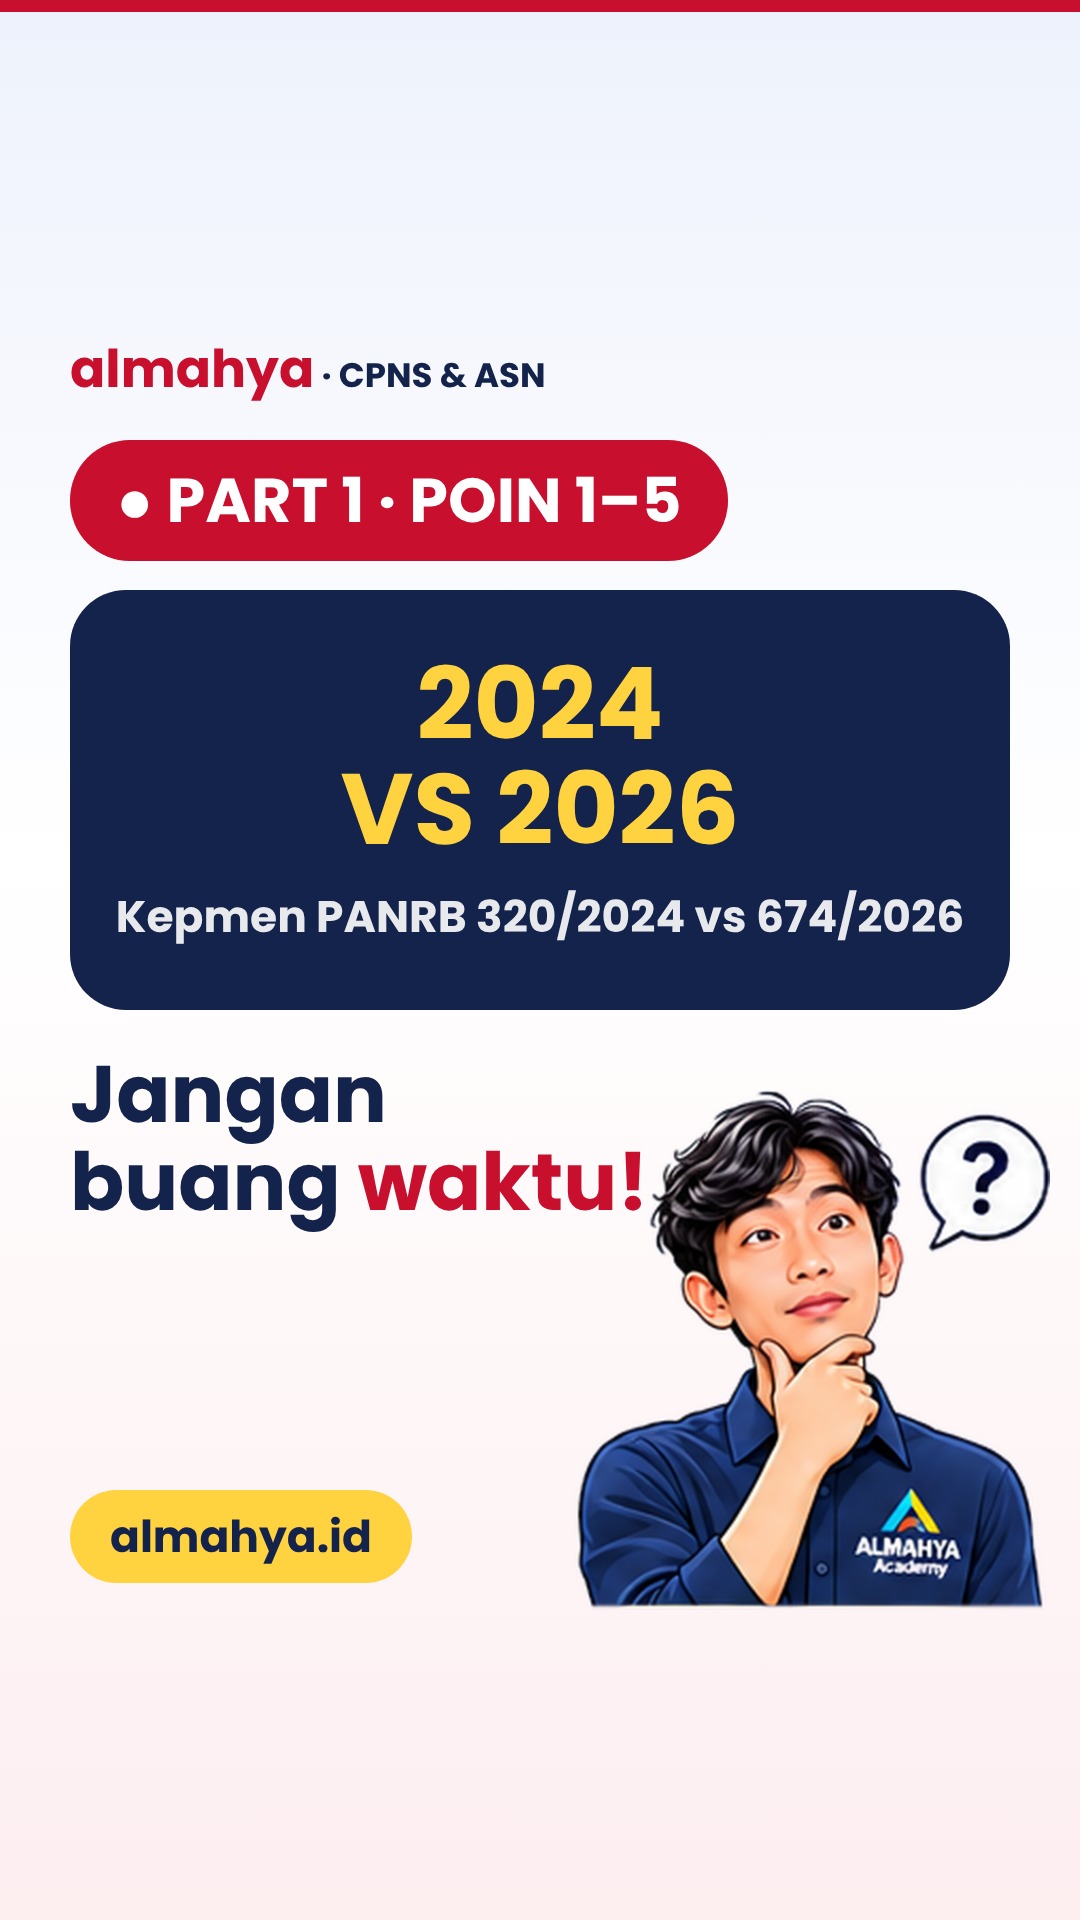 almahya · CPNS & ASN
● PART 1 · POIN 1–5
2024
VS 2026
Kepmen PANRB 320/2024 vs 674/2026
Jangan
buang waktu!
?
almahya.id
ALMAHYA
Academy